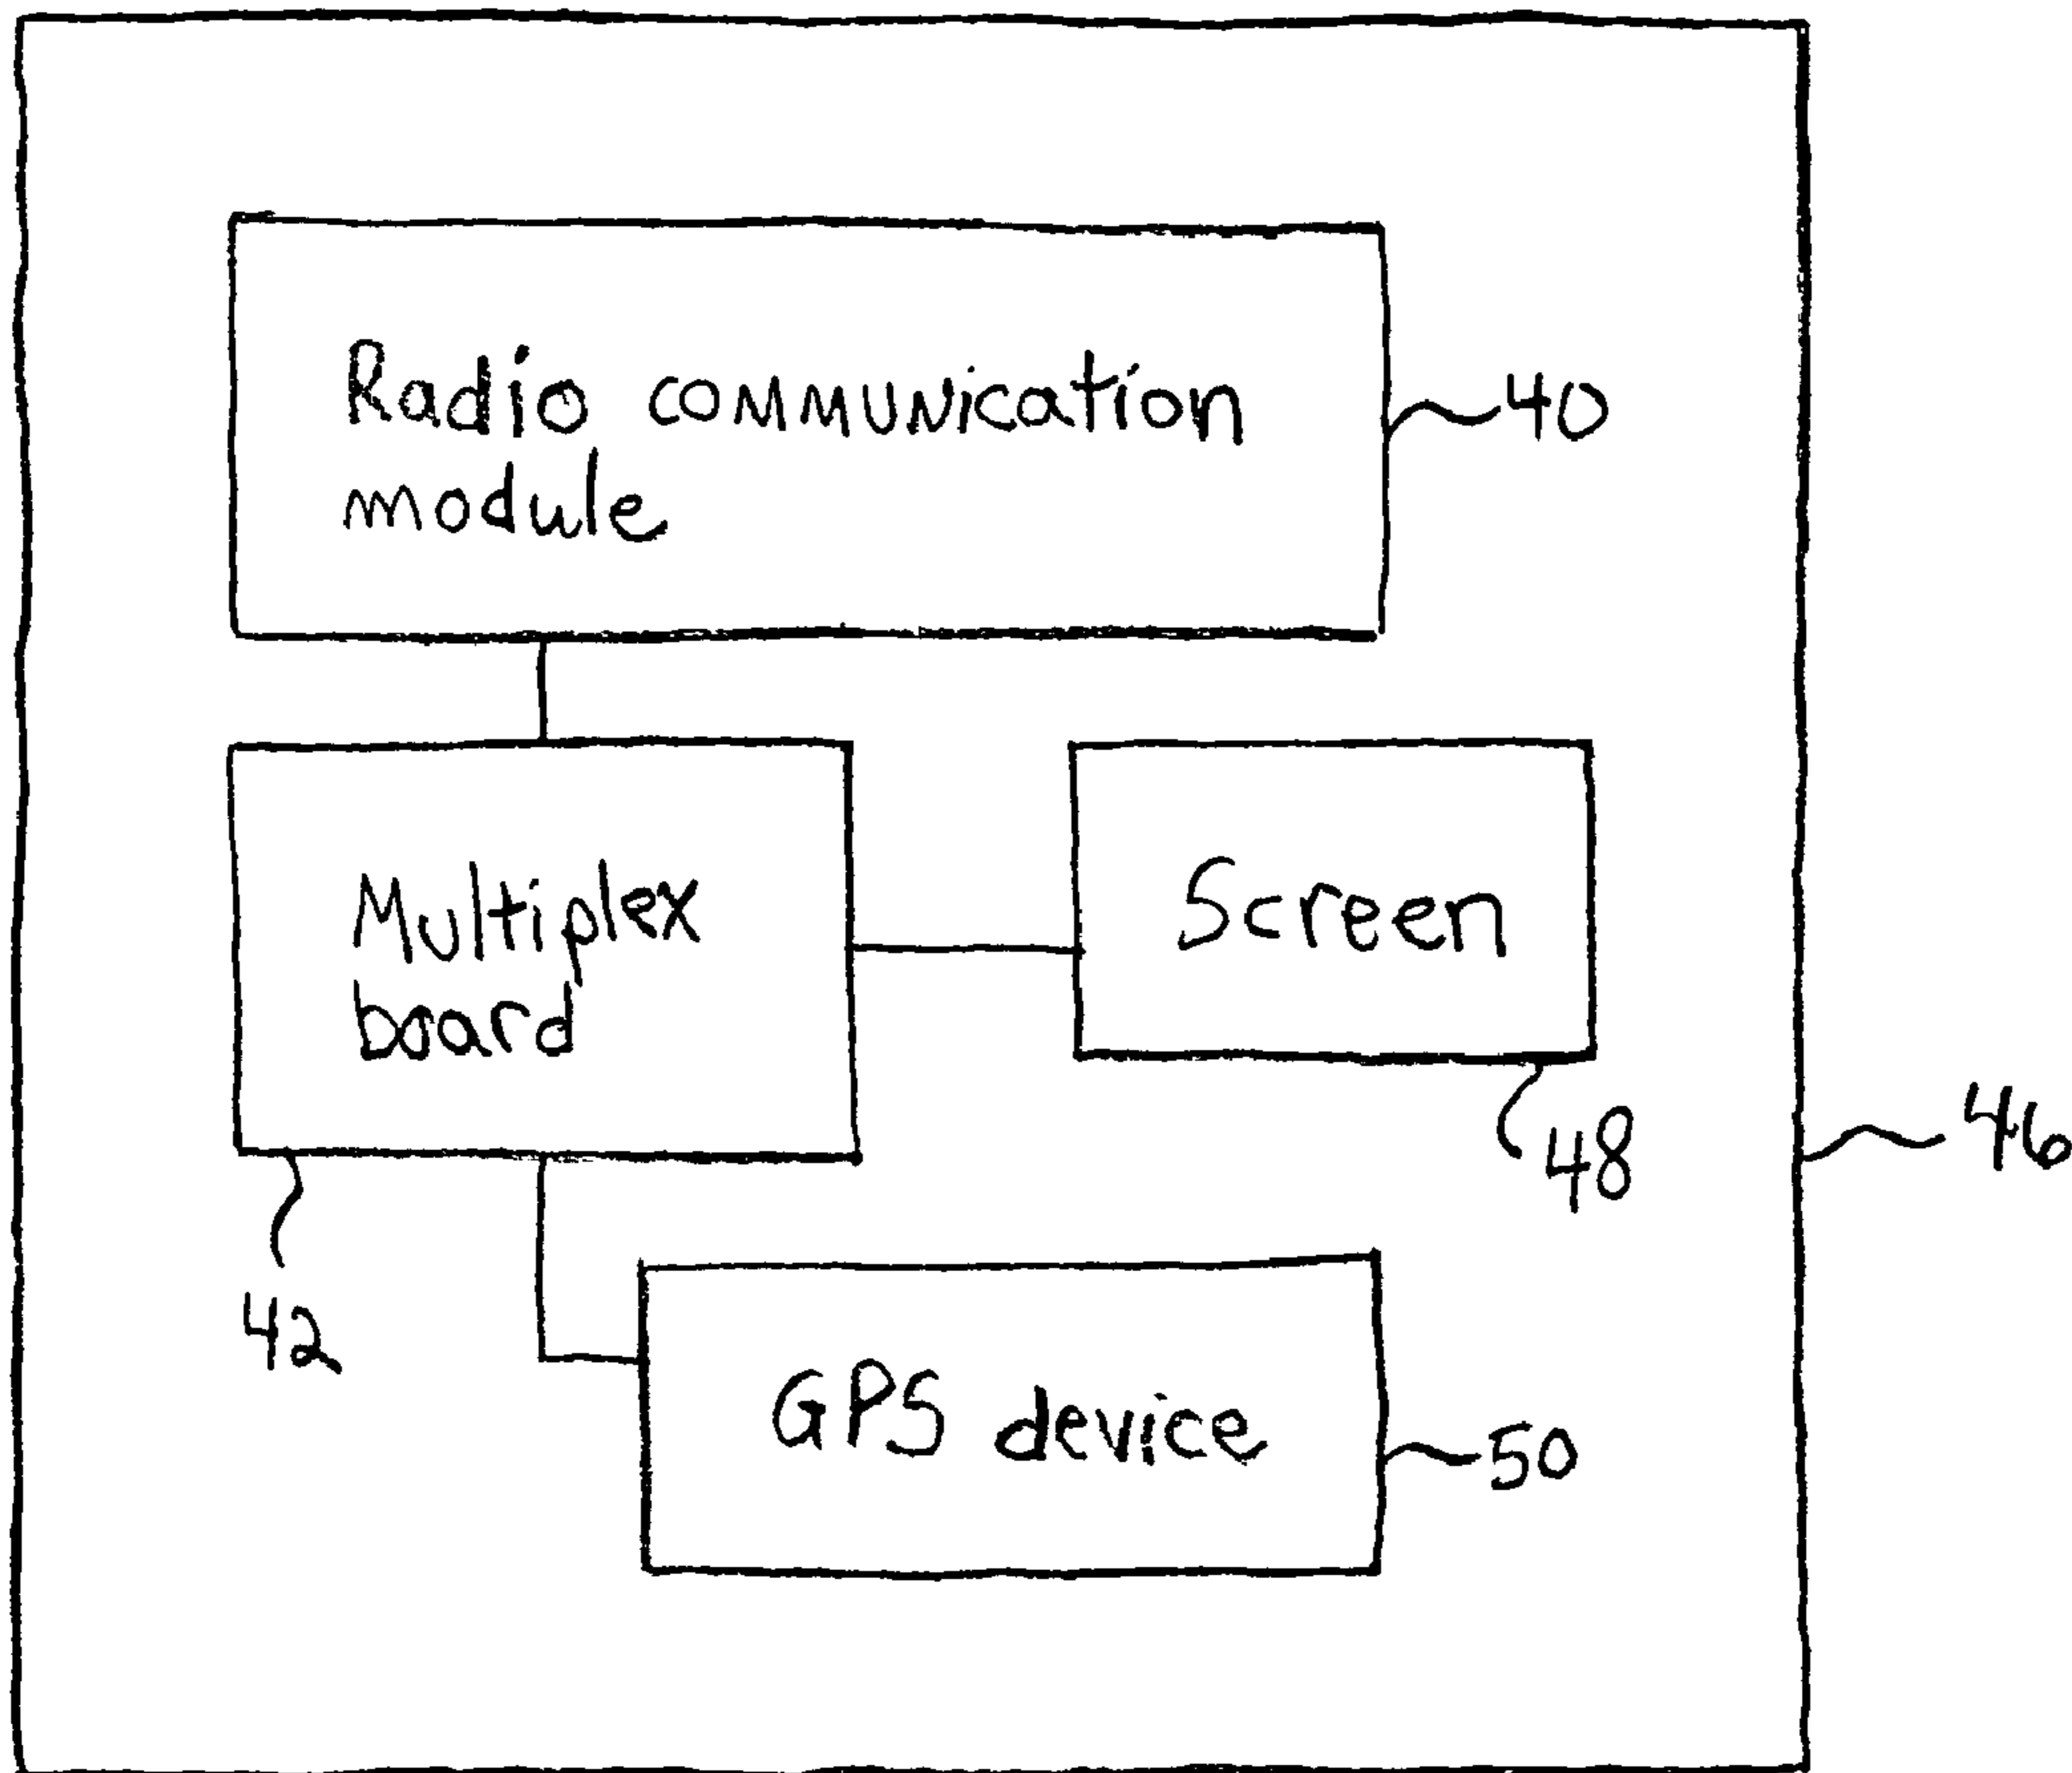 Radio communication
module
40
Multiplex
board
Screen
48
46
42
GPS device
50